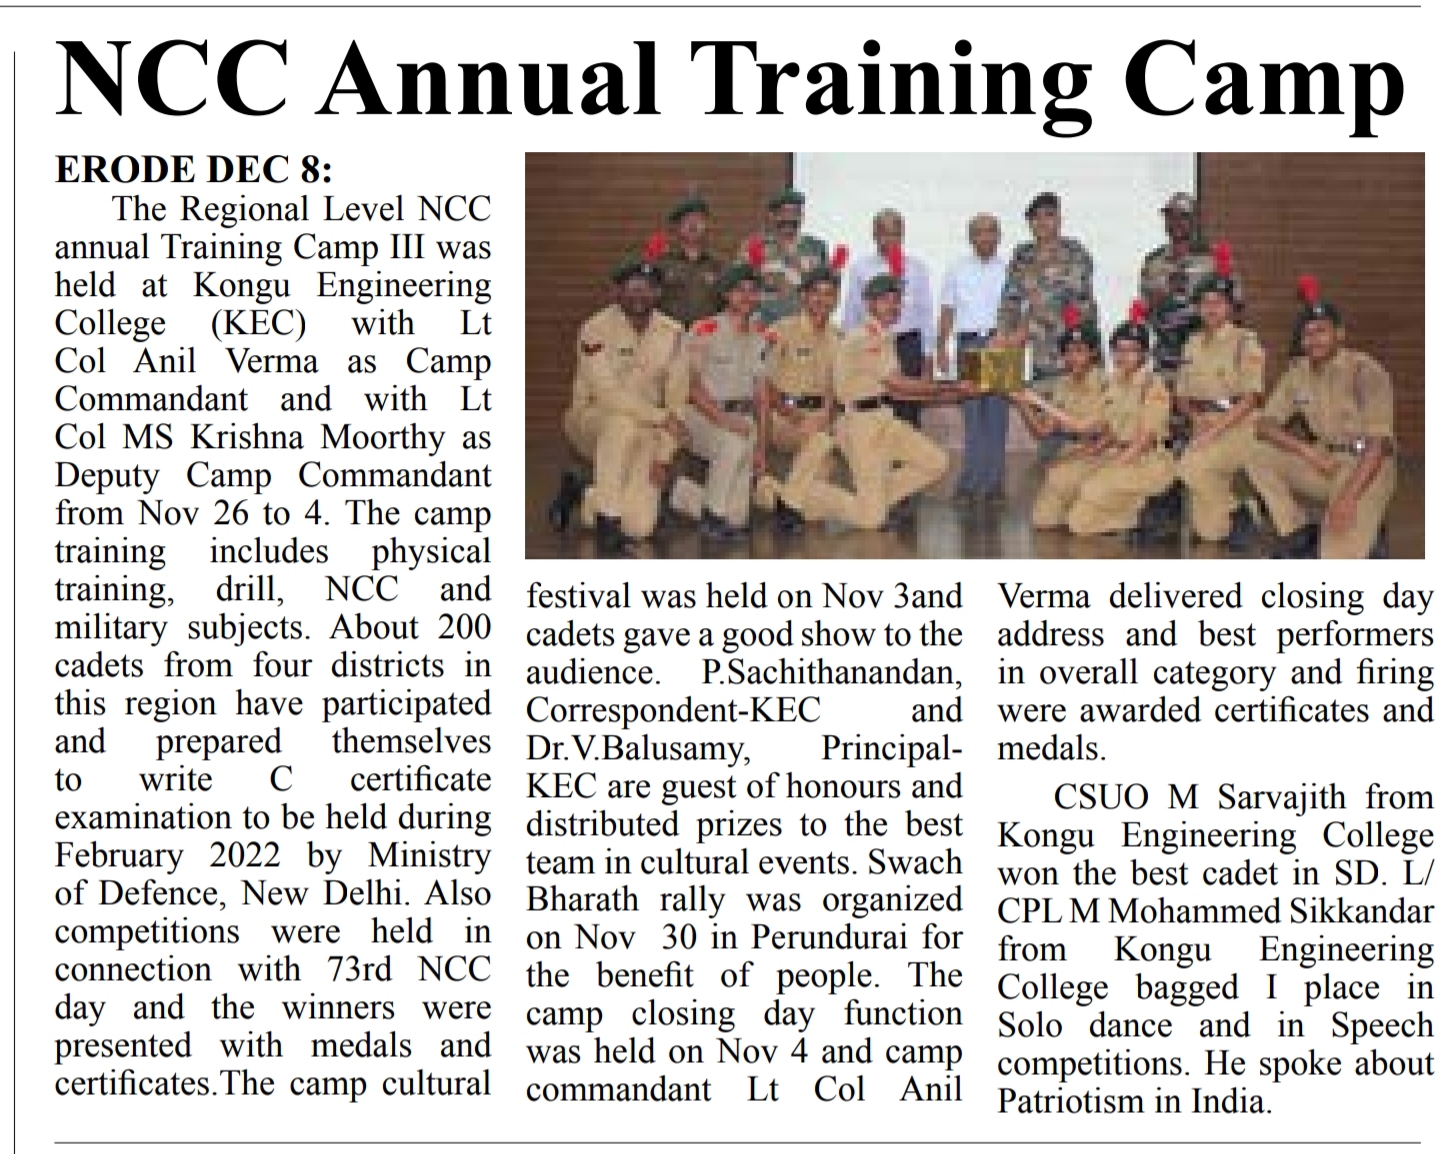 NCC Annual Training Camp
ERODE DEC 8:
The Regional Level NCC
annual Training Camp III was
held at Kongu Engineering
College (KEC) with Lt
Col Anil Verma as Camp
Commandant and with Lt
Col MS Krishna Moorthy as
Deputy Camp Commandant
from Nov 26 to 4. The camp
training includes physical
training, drill, NCC and
military subjects. About 200
cadets from four districts in
this region have participated
and prepared themselves
to write C certificate
examination to be held during
February 2022 by Ministry
of Defence, New Delhi. Also
competitions were held in
connection with 73rd NCC
day and the winners were
presented with medals and
certificates.The camp cultural
festival was held on Nov 3and
cadets gave a good show to the
audience. P.Sachithanandan,
Correspondent-KEC and
Dr.V.Balusamy, Principal-
KEC are guest of honours and
distributed prizes to the best
team in cultural events. Swach
Bharath rally was organized
on Nov 30 in Perundurai for
the benefit of people. The
camp closing day function
was held on Nov 4 and camp
commandant Lt Col Anil
Verma delivered closing day
address and best performers
in overall category and firing
were awarded certificates and
medals.
CSUO M Sarvajith from
Kongu Engineering College
won the best cadet in SD. L/
CPL M Mohammed Sikkandar
from Kongu Engineering
College bagged I place in
Solo dance and in Speech
competitions. He spoke about
Patriotism in India.